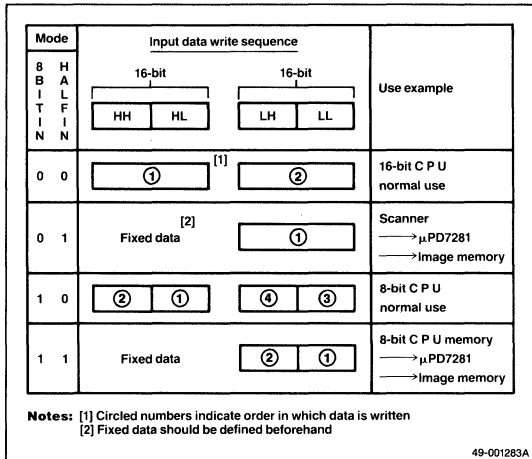 Mode Input data write sequence Use example
8BITIN HALFIN
16-bit 16-bit
HH HL LH LL
0 0 ① [1] ② 16-bit C P U
normal use
0 1 Fixed data [2] ① Scanner
→ μPD7281
→ Image memory
1 0 ② ① ④ ③ 8-bit C P U
normal use
1 1 Fixed data ② ① 8-bit C P U memory
→ μPD7281
→ Image memory
Notes: [1] Circled numbers indicate order in which data is written
[2] Fixed data should be defined beforehand
49-001283A